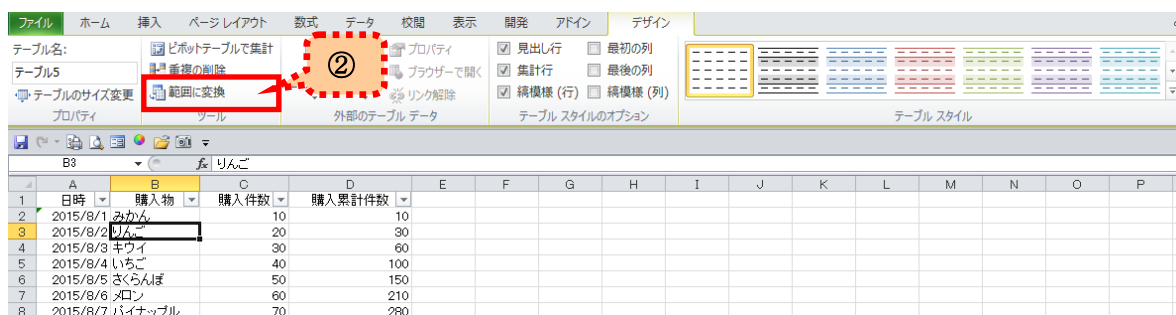 ファイル ホーム 挿入 ページ レイアウト 数式 データ 校閲 表示 開発 アドイン デザイン
テーブル名: ピボットテーブルで集計 プロパティ 見出し行 最初の列
テーブル5 重複の削除 ② ブラウザーで開く 集計行 最後の列
テーブルのサイズ変更 範囲に変換 リンク解除 縞模様 (行) 縞模様 (列)
プロパティ ツール 外部のテーブル データ テーブル スタイルのオプション テーブル スタイル
B3 fx りんご
A B C D E F G H I J K L M N O P
1 日時 購入物 購入件数 購入累計件数
2 2015/8/1 みかん 10 10
3 2015/8/2 りんご 20 30
4 2015/8/3 キウイ 30 60
5 2015/8/4 いちご 40 100
6 2015/8/5 さくらんぼ 50 150
7 2015/8/6 メロン 60 210
8 2015/8/7 パイナップル 70 280